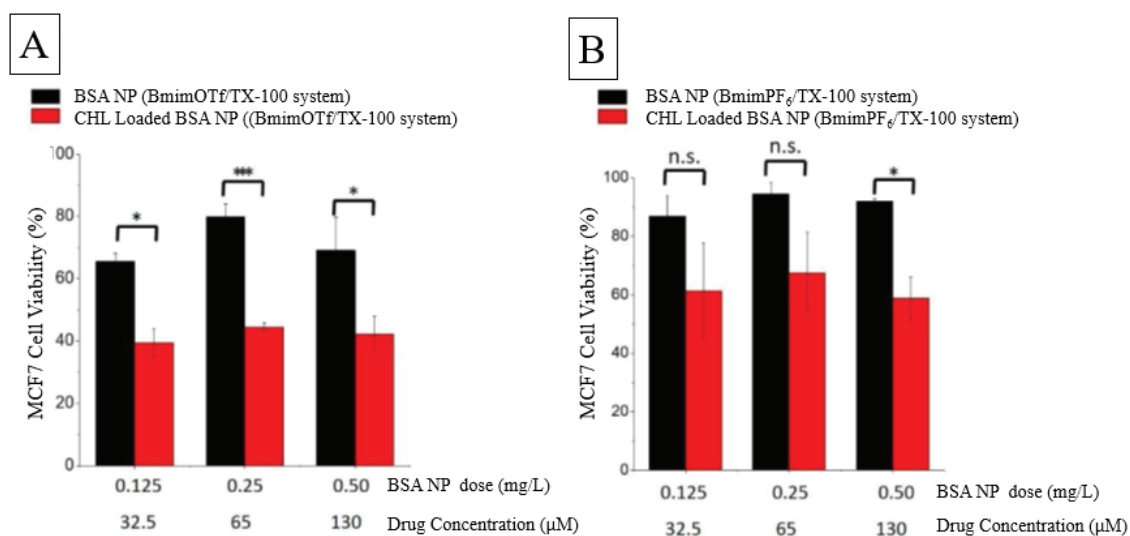 A
BSA NP (BmimOTf/TX-100 system)
CHL Loaded BSA NP ((BmimOTf/TX-100 system)
MCF7 Cell Viability (%)
100
80
60
40
20
0
*
***
*
0.125 0.25 0.50 BSA NP dose (mg/L)
32.5 65 130 Drug Concentration (µM)
B
BSA NP (BmimPF₆/TX-100 system)
CHL Loaded BSA NP (BmimPF₆/TX-100 system)
MCF7 Cell Viability (%)
100
80
60
40
20
0
n.s.
n.s.
*
0.125 0.25 0.50 BSA NP dose (mg/L)
32.5 65 130 Drug Concentration (µM)